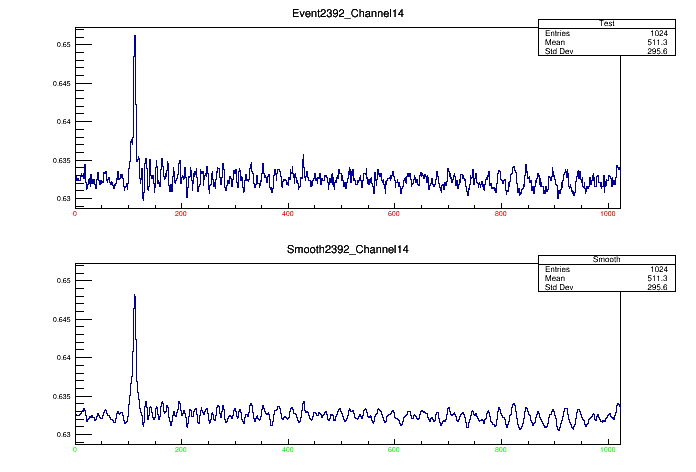 Event2392_Channel14
Test
Entries 1024
Mean 511.3
Std Dev 295.6
0.65
0.645
0.64
0.635
0.63
0 200 400 600 800 1000
Smooth2392_Channel14
Smooth
Entries 1024
Mean 511.3
Std Dev 295.6
0.65
0.645
0.64
0.635
0.63
0 200 400 600 800 1000